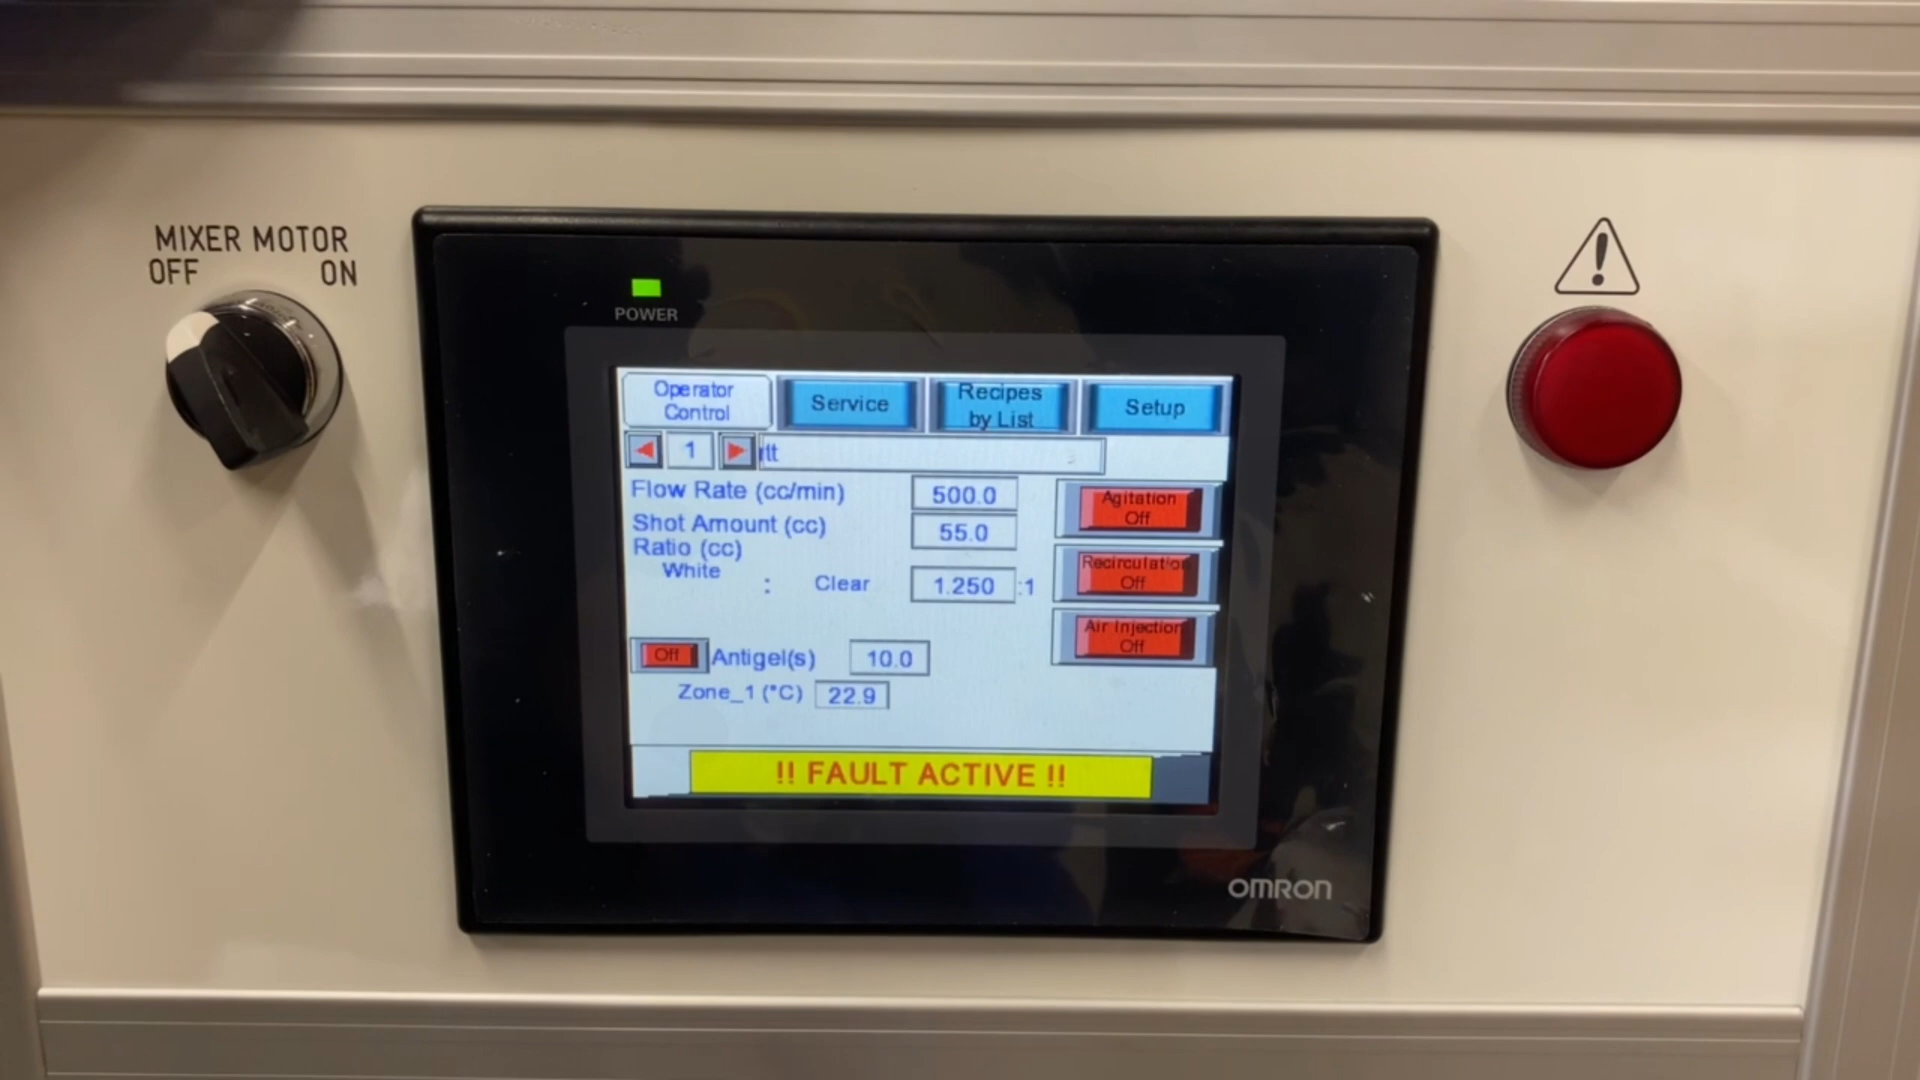 MIXER MOTOR
OFF ON
POWER
Operator Control
Service
Recipes by List
Setup
1
Flow Rate (cc/min) 500.0
Shot Amount (cc) 55.0
Ratio (cc)
White : Clear 1.250 :1
Agitation Off
Recirculation Off
Air Injection Off
Off Antigel(s) 10.0
Zone_1 (°C) 22.9
!! FAULT ACTIVE !!
OMRON